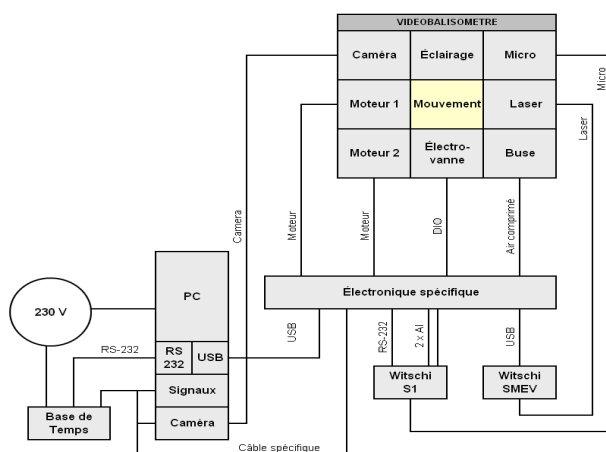 VIDEOBALISOMETRE
Caméra
Éclairage
Micro
Moteur 1
Mouvement
Laser
Moteur 2
Électro-
vanne
Buse
Micro
Laser
Camera
Moteur
Moteur
DIO
Air comprimé
Électronique spécifique
PC
230 V
RS-232
RS
232
USB
USB
RS-232
2 x AI
USB
Signaux
Caméra
Base de
Temps
Witschi
S1
Witschi
SMEV
Câble spécifique